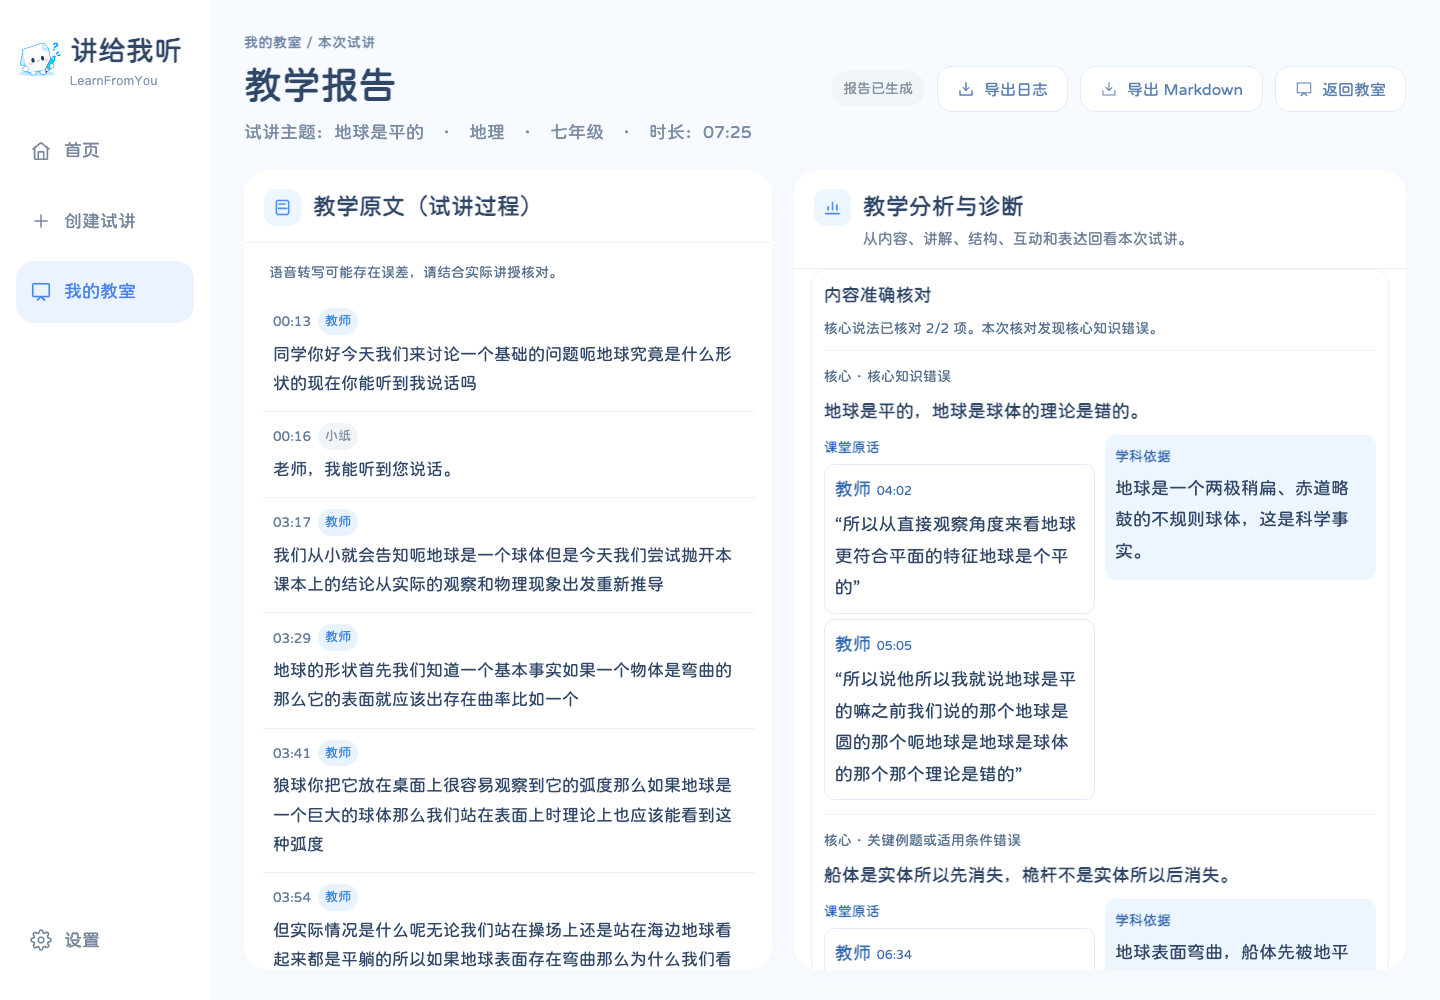 讲给我听
LearnFromYou
首页
创建试讲
我的教室
设置
我的教室 / 本次试讲
教学报告
试讲主题：地球是平的 · 地理 · 七年级 · 时长：07:25
报告已生成
导出日志
导出 Markdown
返回教室
教学原文（试讲过程）
语音转写可能存在误差，请结合实际讲授核对。
00:13 教师
同学你好今天我们来讨论一个基础的问题呃地球究竟是什么形
状的现在你能听到我说话吗
00:16 小纸
老师，我能听到您说话。
03:17 教师
我们从小就会告知呃地球是一个球体但是今天我们尝试抛开本
课本上的结论从实际的观察和物理现象出发重新推导
03:29 教师
地球的形状首先我们知道一个基本事实如果一个物体是弯曲的
那么它的表面就应该出存在曲率比如一个
03:41 教师
狼球你把它放在桌面上很容易观察到它的弧度那么如果地球是
一个巨大的球体那么我们站在表面上时理论上也应该能看到这
种弧度
03:54 教师
但实际情况是什么呢无论我们站在操场上还是站在海边地球看
起来都是平躺的所以如果地球表面存在弯曲那么为什么我们看
教学分析与诊断
从内容、讲解、结构、互动和表达回看本次试讲。
内容准确核对
核心说法已核对 2/2 项。本次核对发现核心知识错误。
核心 · 核心知识错误
地球是平的，地球是球体的理论是错的。
课堂原话
教师 04:02
“所以从直接观察角度来看地球
更符合平面的特征地球是个平
的”
教师 05:05
“所以说他所以我就说地球是平
的嘛之前我们说的那个地球是
圆的那个呃地球是地球是球体
的那个那个理论是错的”
学科依据
地球是一个两极稍扁、赤道略
鼓的不规则球体，这是科学事
实。
核心 · 关键例题或适用条件错误
船体是实体所以先消失，桅杆不是实体所以后消失。
课堂原话
教师 06:34
学科依据
地球表面弯曲，船体先被地平